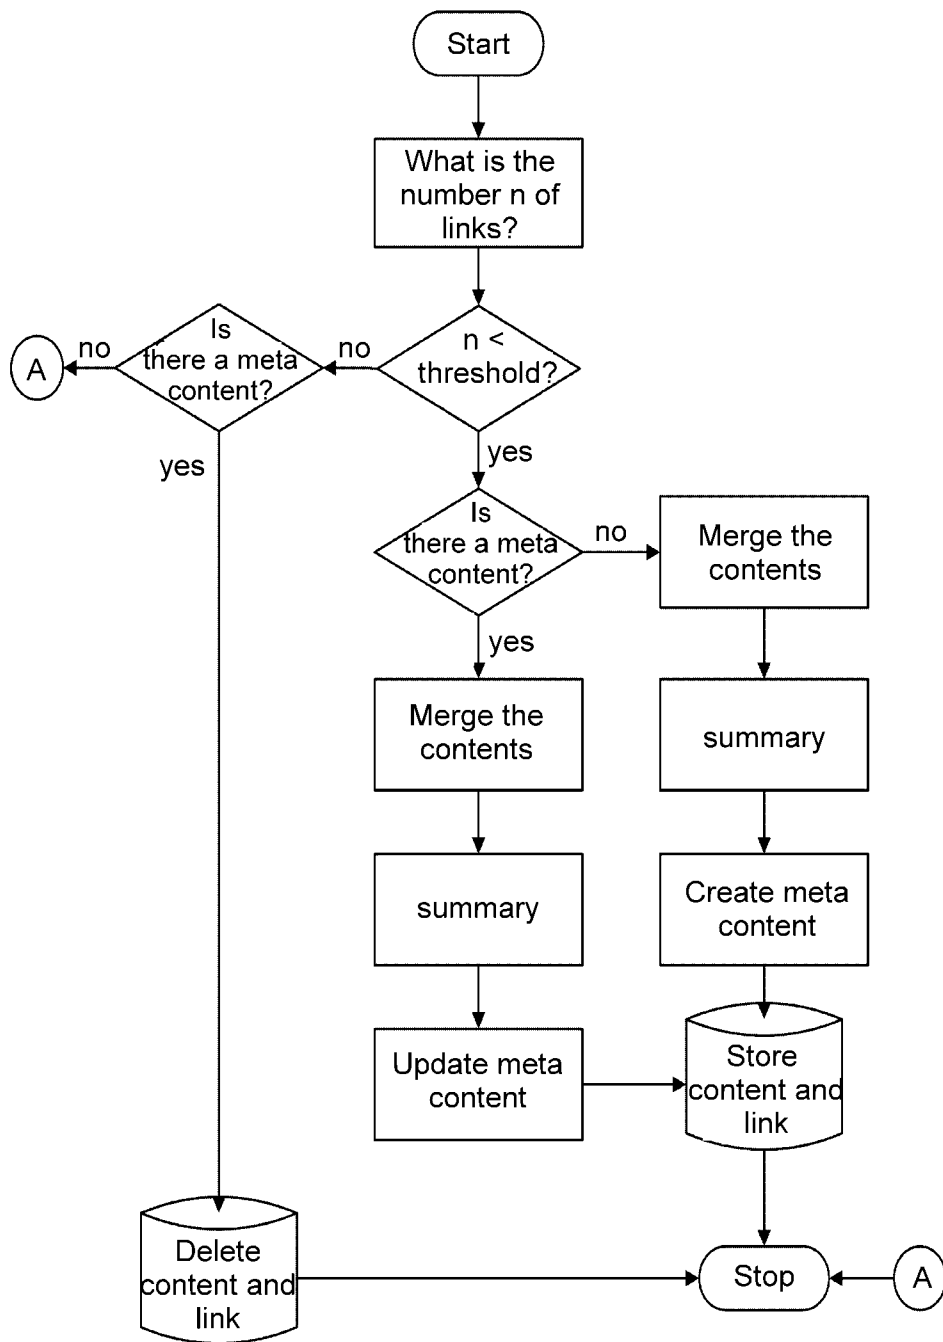 Start
What is the
number n of
links?
n <
threshold?
no
Is
there a meta
content?
no
A
yes
yes
Is
there a meta
content?
no
Merge the
contents
yes
Merge the
contents
summary
summary
Create meta
content
Update meta
content
Store
content and
link
Delete
content and
link
Stop
A